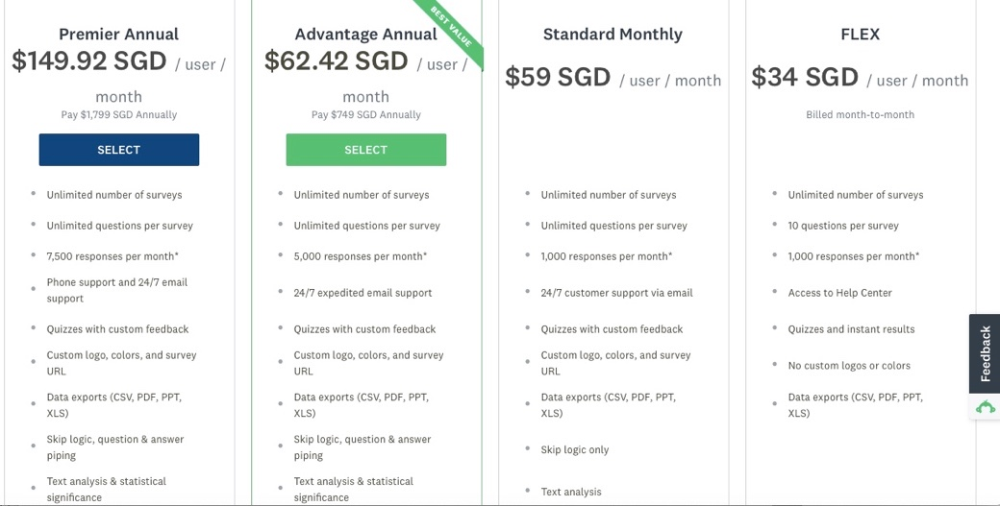 Premier Annual
$149.92 SGD / user /
month
Pay $1,799 SGD Annually
SELECT
Unlimited number of surveys
Unlimited questions per survey
7,500 responses per month*
Phone support and 24/7 email
support
Quizzes with custom feedback
Custom logo, colors, and survey
URL
Data exports (CSV, PDF, PPT,
XLS)
Skip logic, question & answer
piping
Text analysis & statistical
significance
BEST VALUE
Advantage Annual
$62.42 SGD / user /
month
Pay $749 SGD Annually
SELECT
Unlimited number of surveys
Unlimited questions per survey
5,000 responses per month*
24/7 expedited email support
Quizzes with custom feedback
Custom logo, colors, and survey
URL
Data exports (CSV, PDF, PPT,
XLS)
Skip logic, question & answer
piping
Text analysis & statistical
significance
Standard Monthly
$59 SGD / user / month
Unlimited number of surveys
Unlimited questions per survey
1,000 responses per month*
24/7 customer support via email
Quizzes with custom feedback
Custom logo, colors, and survey
URL
Data exports (CSV, PDF, PPT,
XLS)
Skip logic only
Text analysis
FLEX
$34 SGD / user / month
Billed month-to-month
Unlimited number of surveys
10 questions per survey
1,000 responses per month*
Access to Help Center
Quizzes and instant results
No custom logos or colors
Data exports (CSV, PDF, PPT,
XLS)
Feedback